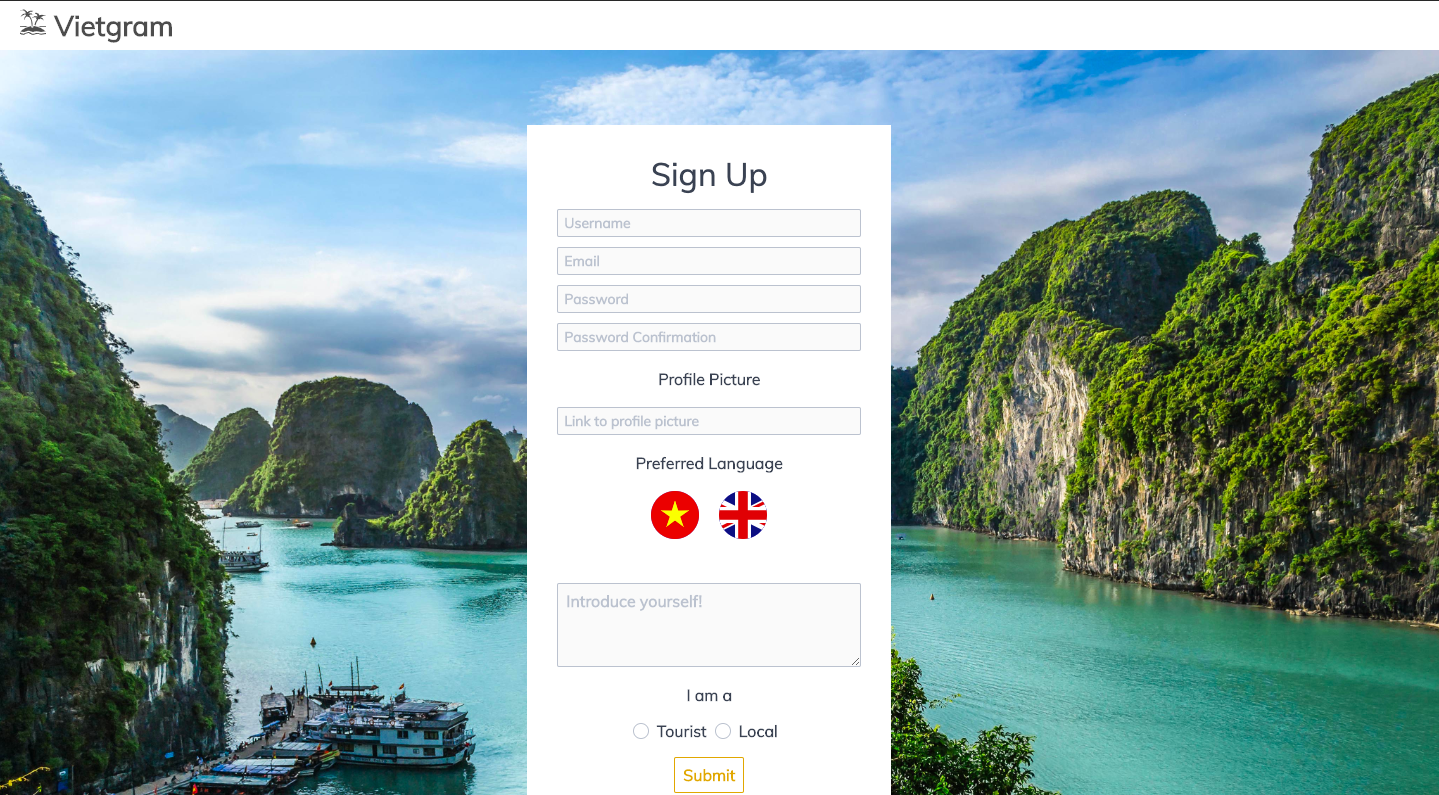 Vietgram
Sign Up
Username
Email
Password
Password Confirmation
Profile Picture
Link to profile picture
Preferred Language
Introduce yourself!
I am a
Tourist Local
Submit